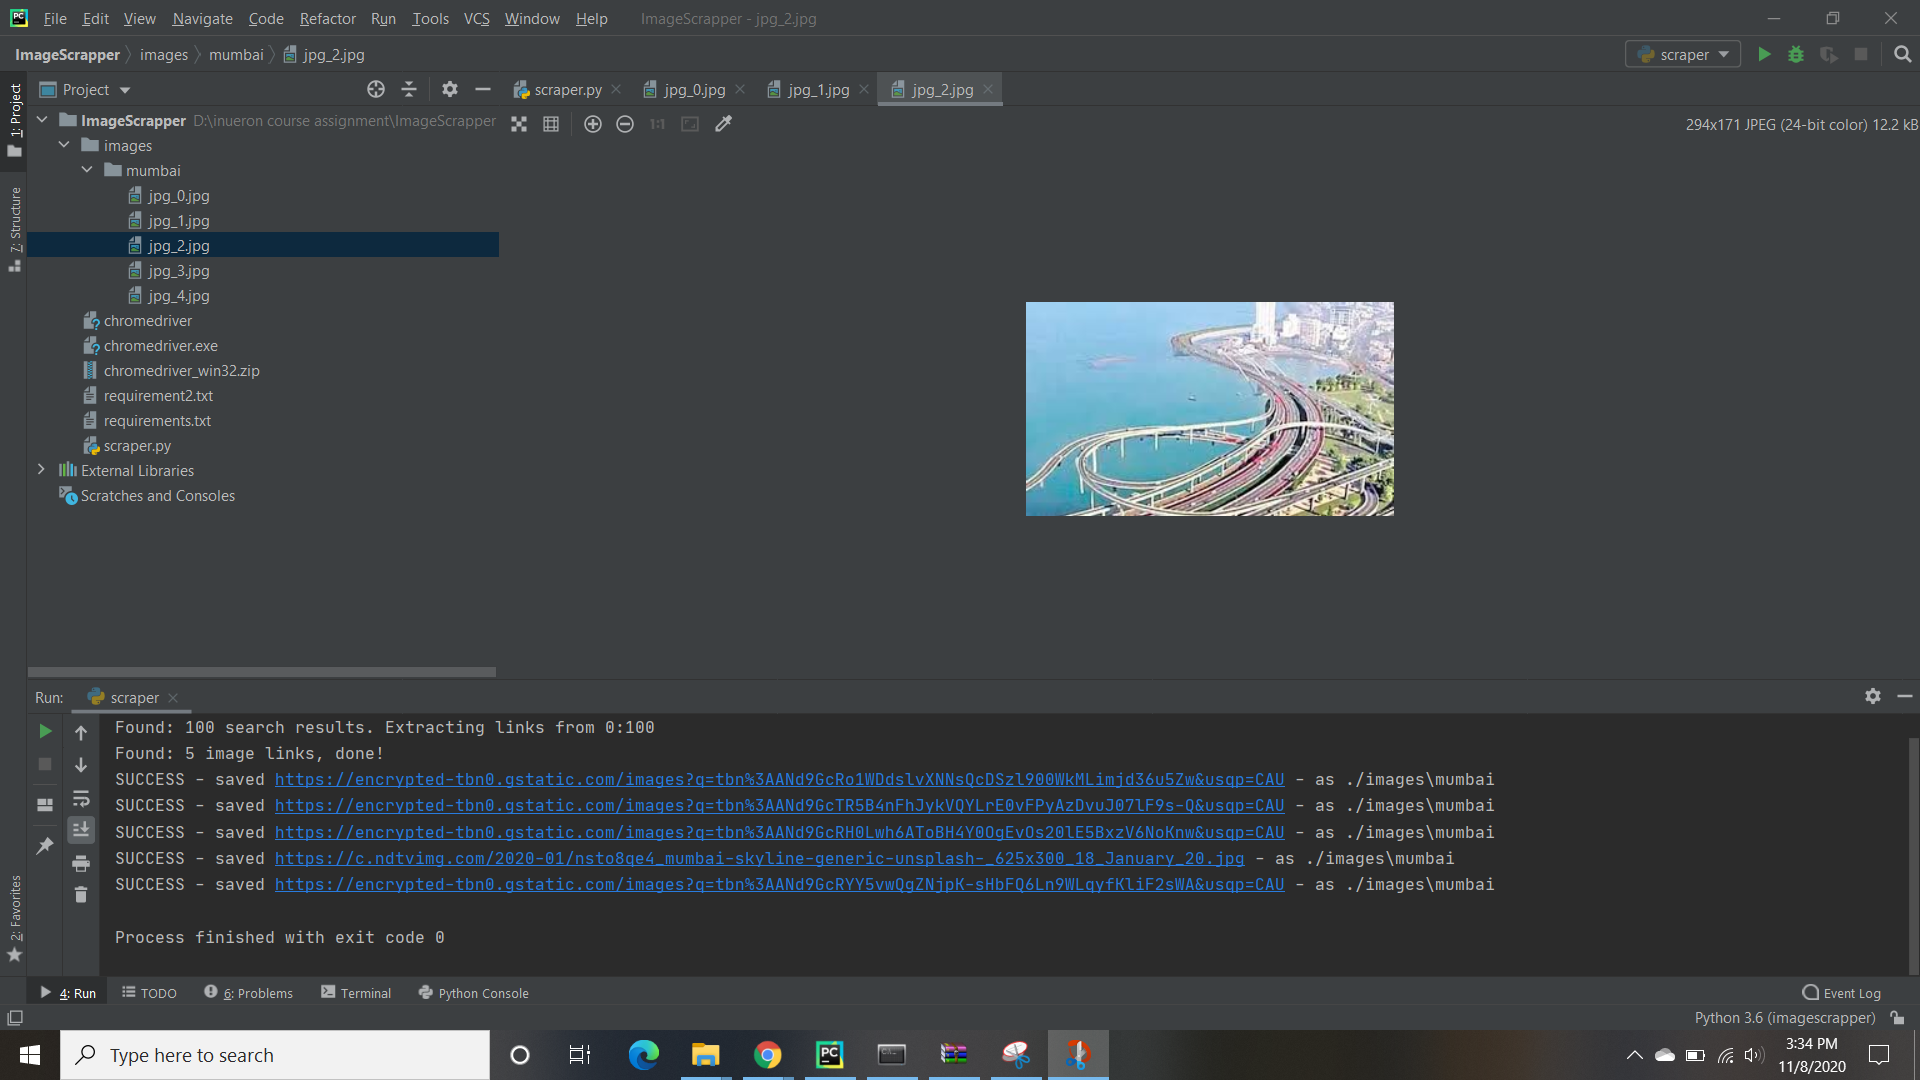 File Edit View Navigate Code Refactor Run Tools VCS Window Help ImageScrapper - jpg_2.jpg
ImageScrapper images mumbai jpg_2.jpg scraper
1: Project
Project scraper.py jpg_0.jpg jpg_1.jpg jpg_2.jpg
ImageScrapper D:\inueron course assignment\ImageScrapper 1:1 294x171 JPEG (24-bit color) 12.2 kB
images
mumbai
jpg_0.jpg
7: Structure
jpg_1.jpg
jpg_2.jpg
jpg_3.jpg
jpg_4.jpg
chromedriver
chromedriver.exe
chromedriver_win32.zip
requirement2.txt
requirements.txt
scraper.py
External Libraries
Scratches and Consoles
Run: scraper
Found: 100 search results. Extracting links from 0:100
Found: 5 image links, done!
SUCCESS - saved https://encrypted-tbn0.gstatic.com/images?q=tbn%3AANd9GcRo1WDdslvXNNsQcDSzl900WkMLimjd36u5Zw&usqp=CAU - as ./images\mumbai
SUCCESS - saved https://encrypted-tbn0.gstatic.com/images?q=tbn%3AANd9GcTR5B4nFhJykVQYLrE0vFPyAzDvuJ07lF9s-Q&usqp=CAU - as ./images\mumbai
SUCCESS - saved https://encrypted-tbn0.gstatic.com/images?q=tbn%3AANd9GcRH0Lwh6AToBH4Y0OgEvOs20lE5BxzV6NoKnw&usqp=CAU - as ./images\mumbai
SUCCESS - saved https://c.ndtvimg.com/2020-01/nsto8qe4_mumbai-skyline-generic-unsplash-_625x300_18_January_20.jpg - as ./images\mumbai
SUCCESS - saved https://encrypted-tbn0.gstatic.com/images?q=tbn%3AANd9GcRYY5vwQgZNjpK-sHbFQ6Ln9WLqyfKliF2sWA&usqp=CAU - as ./images\mumbai
2: Favorites
Process finished with exit code 0
4: Run TODO 6: Problems Terminal Python Console Event Log
Python 3.6 (imagescrapper)
Type here to search PC 3:34 PM
11/8/2020